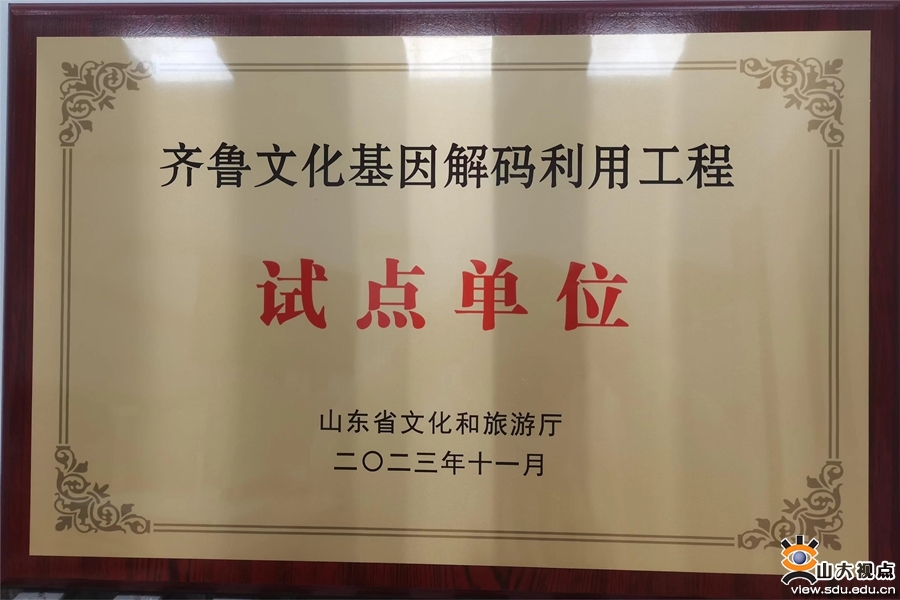 齐鲁文化基因解码利用工程
试点单位
山东省文化和旅游厅
二〇二三年十一月
山大视点
view.sdu.edu.cn